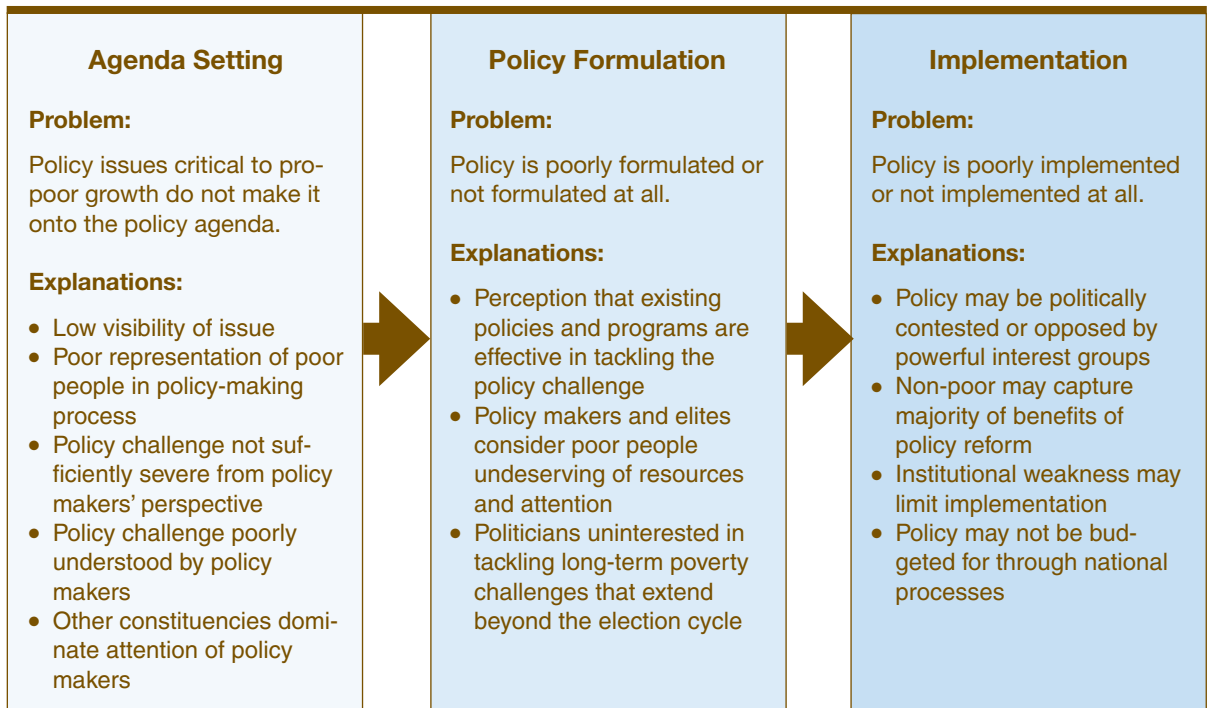 Agenda Setting
Problem:
Policy issues critical to pro-
poor growth do not make it
onto the policy agenda.
Explanations:
• Low visibility of issue
• Poor representation of poor
people in policy-making
process
• Policy challenge not suf-
ficiently severe from policy
makers' perspective
• Policy challenge poorly
understood by policy
makers
• Other constituencies domi-
nate attention of policy
makers
Policy Formulation
Problem:
Policy is poorly formulated or
not formulated at all.
Explanations:
• Perception that existing
policies and programs are
effective in tackling the
policy challenge
• Policy makers and elites
consider poor people
undeserving of resources
and attention
• Politicians uninterested in
tackling long-term poverty
challenges that extend
beyond the election cycle
Implementation
Problem:
Policy is poorly implemented
or not implemented at all.
Explanations:
• Policy may be politically
contested or opposed by
powerful interest groups
• Non-poor may capture
majority of benefits of
policy reform
• Institutional weakness may
limit implementation
• Policy may not be bud-
geted for through national
processes